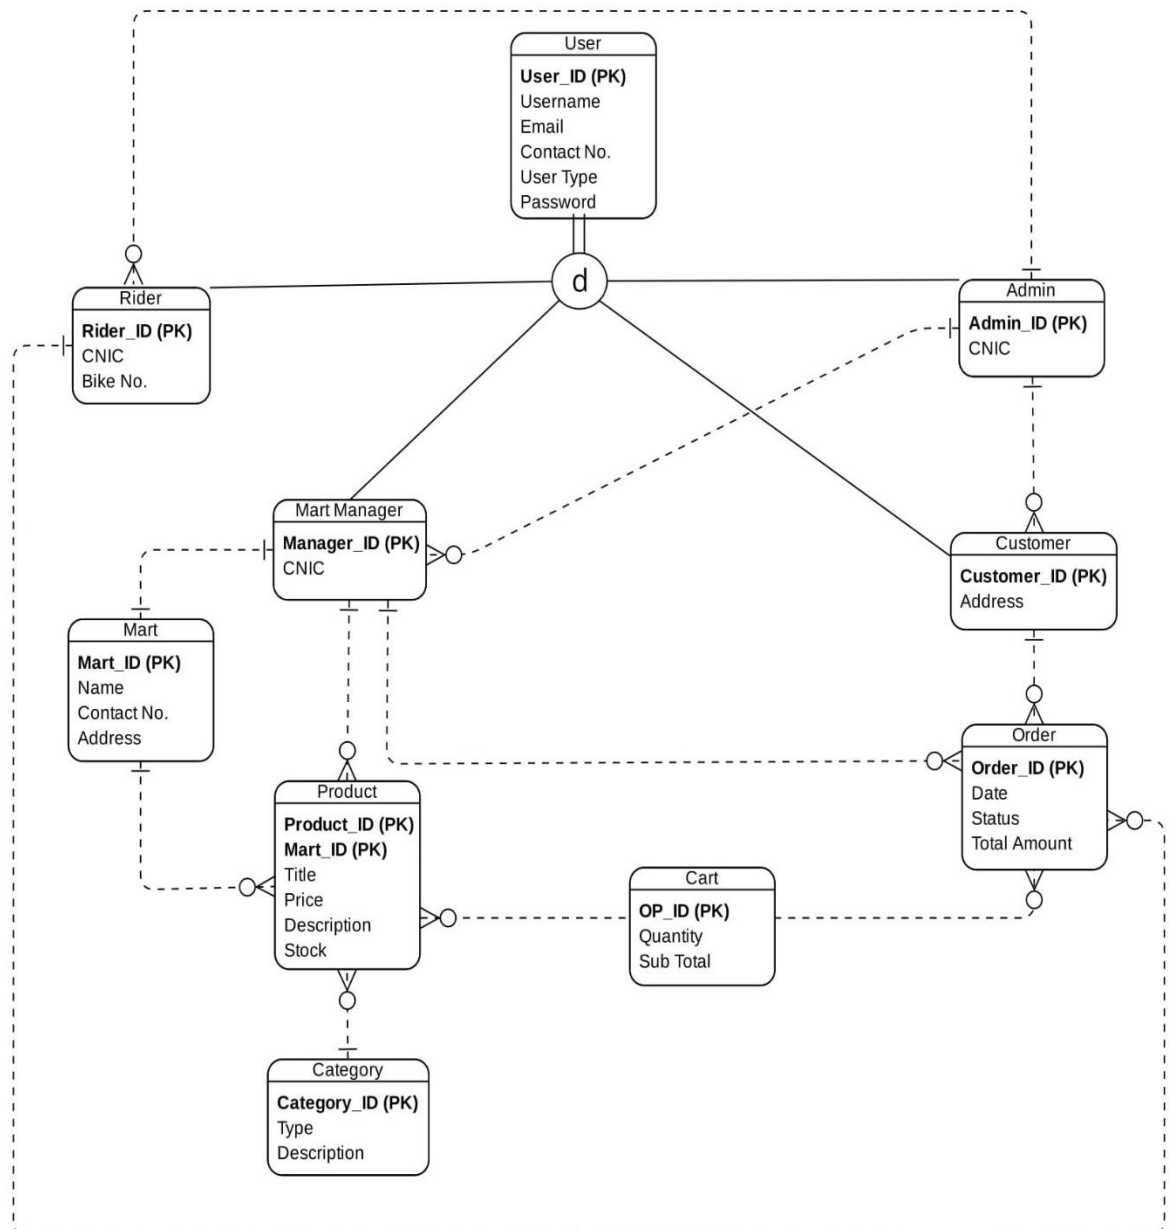 User
User_ID (PK)
Username
Email
Contact No.
User Type
Password
d
Rider
Rider_ID (PK)
CNIC
Bike No.
Admin
Admin_ID (PK)
CNIC
Mart Manager
Manager_ID (PK)
CNIC
Customer
Customer_ID (PK)
Address
Mart
Mart_ID (PK)
Name
Contact No.
Address
Order
Order_ID (PK)
Date
Status
Total Amount
Product
Product_ID (PK)
Mart_ID (PK)
Title
Price
Description
Stock
Cart
OP_ID (PK)
Quantity
Sub Total
Category
Category_ID (PK)
Type
Description